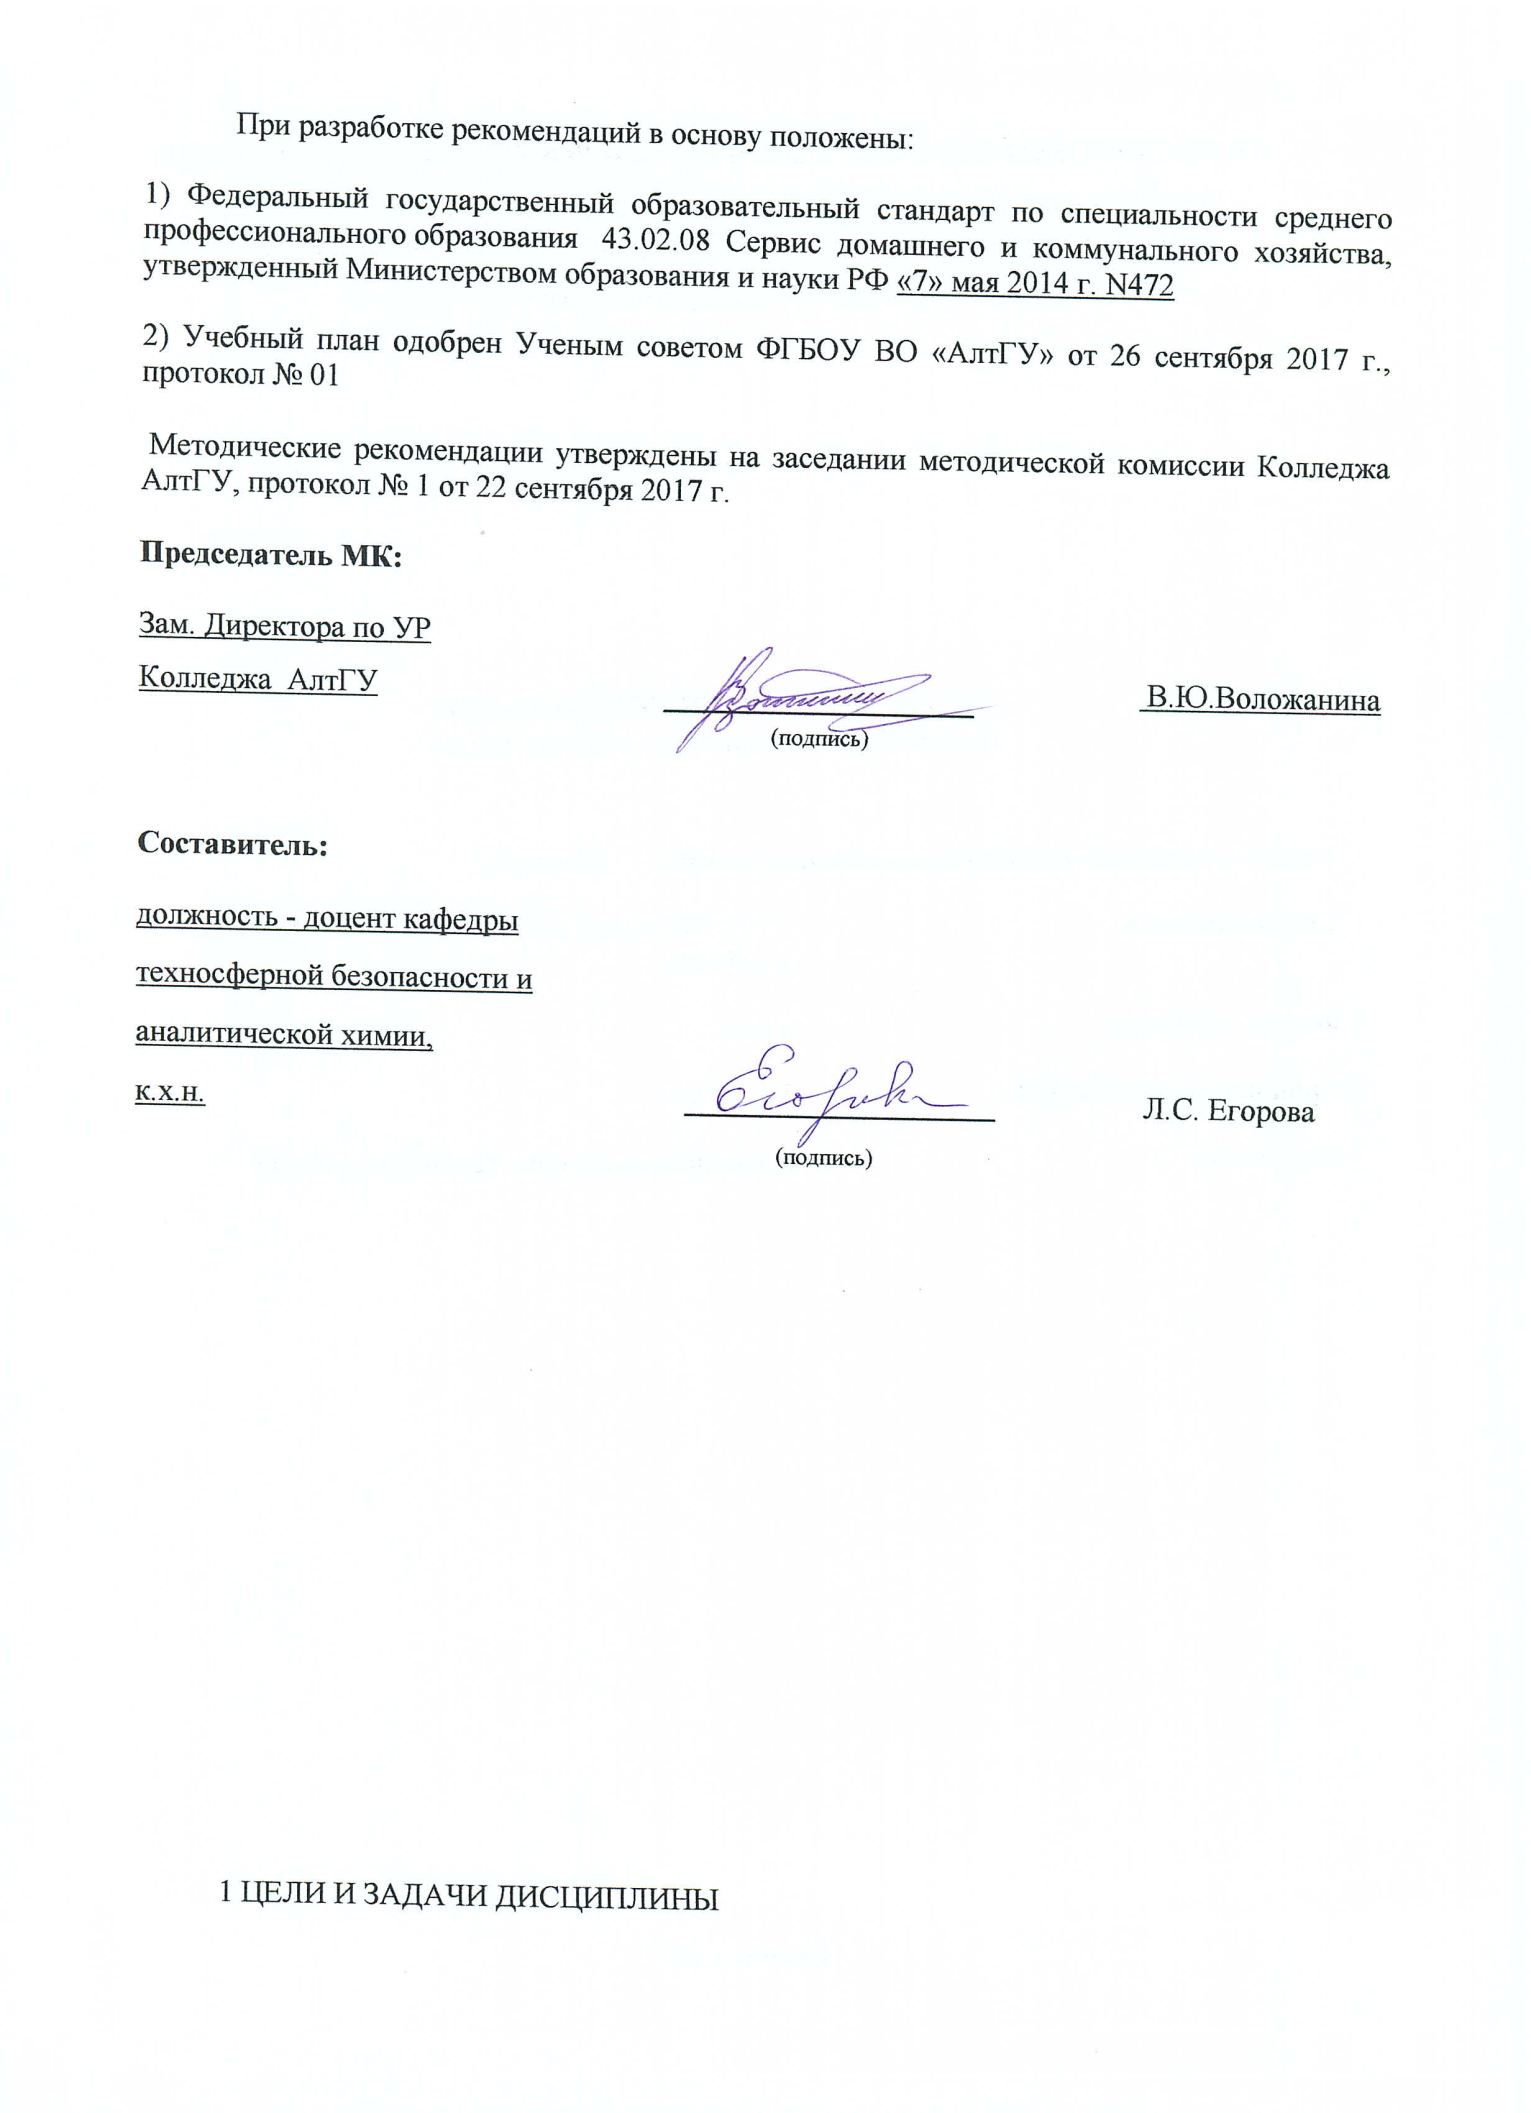 При разработке рекомендаций в основу положены:
1) Федеральный государственный образовательный стандарт по специальности среднего
профессионального образования 43.02.08 Сервис домашнего и коммунального хозяйства,
утвержденный Министерством образования и науки РФ «7» мая 2014 г. N472
2) Учебный план одобрен Ученым советом ФГБОУ ВО «АлтГУ» от 26 сентября 2017 г.,
протокол № 01
Методические рекомендации утверждены на заседании методической комиссии Колледжа
АлтГУ, протокол № 1 от 22 сентября 2017 г.
Председатель МК:
Зам. Директора по УР
Колледжа АлтГУ
В.Ю.Воложанина
(подпись)
Составитель:
должность - доцент кафедры
техносферной безопасности и
аналитической химии,
к.х.н.
Л.С. Егорова
(подпись)
1 ЦЕЛИ И ЗАДАЧИ ДИСЦИПЛИНЫ